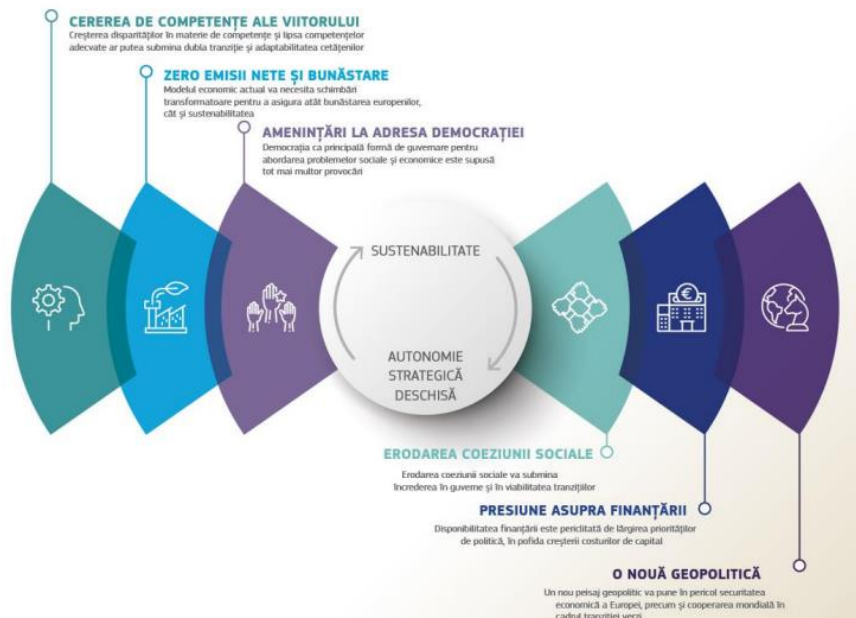 CEREREA DE COMPETENȚE ALE VIITORULUI
Creșterea disparităților în materie de competențe și lipsa competențelor
adecvate ar putea submina dubla tranziție și adaptabilitatea cetățenilor
ZERO EMISII NETE ȘI BUNĂSTARE
Modelul economic actual va necesita schimbări
transformatoare pentru a asigura atât bunăstarea europenilor,
cât și sustenabilitatea
AMENINȚĂRI LA ADRESA DEMOCRAȚIEI
Democrația ca principală formă de guvernare pentru
abordarea problemelor sociale și economice este supusă
tot mai multor provocări
SUSTENABILITATE
AUTONOMIE
STRATEGICĂ
DESCHISĂ
ERODAREA COEZIUNII SOCIALE
Erodarea coeziunii sociale va submina
încrederea în guverne și în viabilitatea tranzițiilor
PRESIUNE ASUPRA FINANȚĂRII
Disponibilitatea finanțării este periclitată de lărgirea priorităților
de politică, în pofida creșterii costurilor de capital
O NOUĂ GEOPOLITICĂ
Un nou peisaj geopolitic va pune în pericol securitatea
economică a Europei, precum și cooperarea mondială în
cadrul tranziției verzi